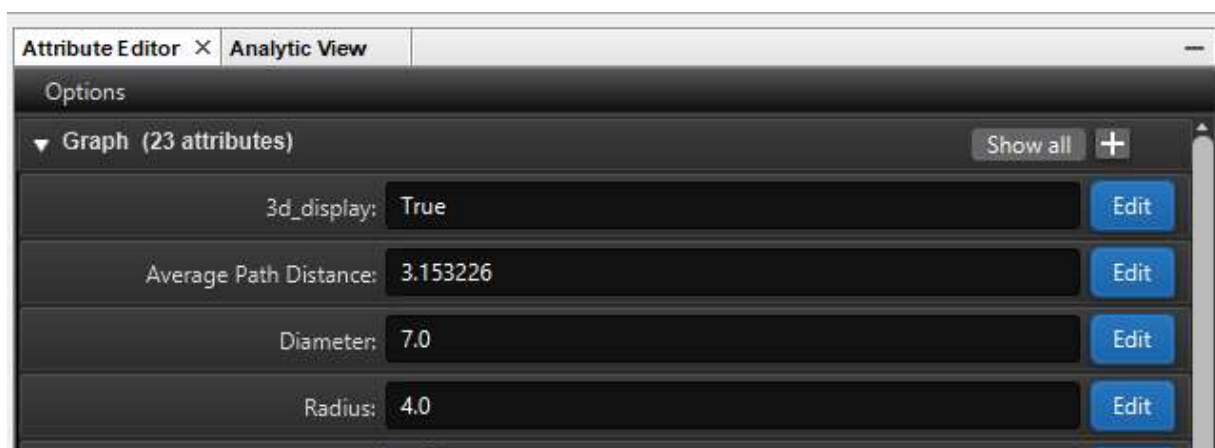 Attribute Editor × Analytic View
Options
Graph (23 attributes) Show all +
3d_display: True Edit
Average Path Distance: 3.153226 Edit
Diameter: 7.0 Edit
Radius: 4.0 Edit